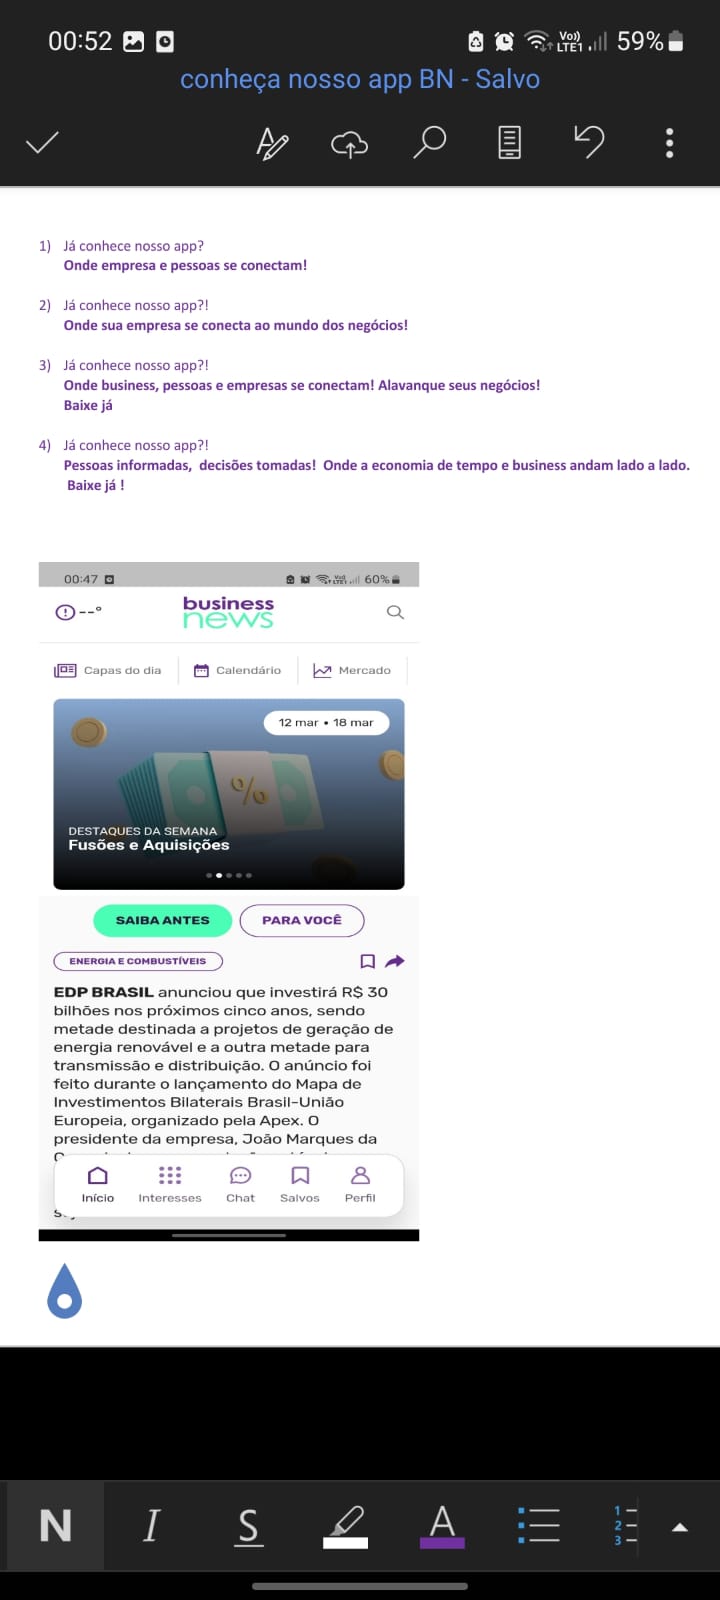 00:52
Vo))
LTE1
59%
conheça nosso app BN - Salvo
1) Já conhece nosso app?
Onde empresa e pessoas se conectam!
2) Já conhece nosso app?!
Onde sua empresa se conecta ao mundo dos negócios!
3) Já conhece nosso app?!
Onde business, pessoas e empresas se conectam! Alavanque seus negócios!
Baixe já
4) Já conhece nosso app?!
Pessoas informadas, decisões tomadas! Onde a economia de tempo e business andam lado a lado.
Baixe já !
00:47
60%
--°
business
news
Capas do dia
Calendário
Mercado
12 mar • 18 mar
DESTAQUES DA SEMANA
Fusões e Aquisições
SAIBA ANTES
PARA VOCÊ
ENERGIA E COMBUSTÍVEIS
EDP BRASIL anunciou que investirá R$ 30
bilhões nos próximos cinco anos, sendo
metade destinada a projetos de geração de
energia renovável e a outra metade para
transmissão e distribuição. O anúncio foi
feito durante o lançamento do Mapa de
Investimentos Bilaterais Brasil-União
Europeia, organizado pela Apex. O
presidente da empresa, João Marques da
Início
Interesses
Chat
Salvos
Perfil
N
I
S
A
1
2
3